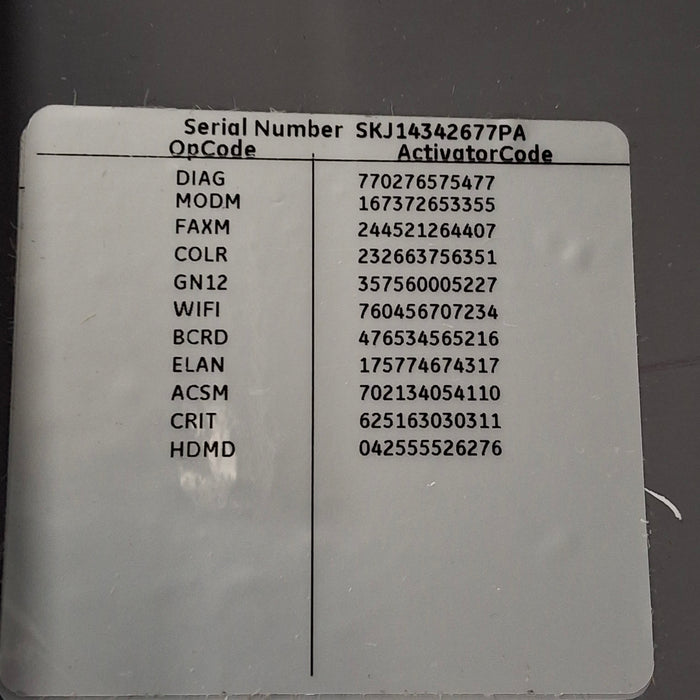 Serial Number SKJ14342677PA
OpCode ActivatorCode
DIAG 770276575477
MODM 167372653355
FAXM 244521264407
COLR 232663756351
GN12 357560005227
WIFI 760456707234
BCRD 476534565216
ELAN 175774674317
ACSM 702134054110
CRIT 625163030311
HDMD 042555526276